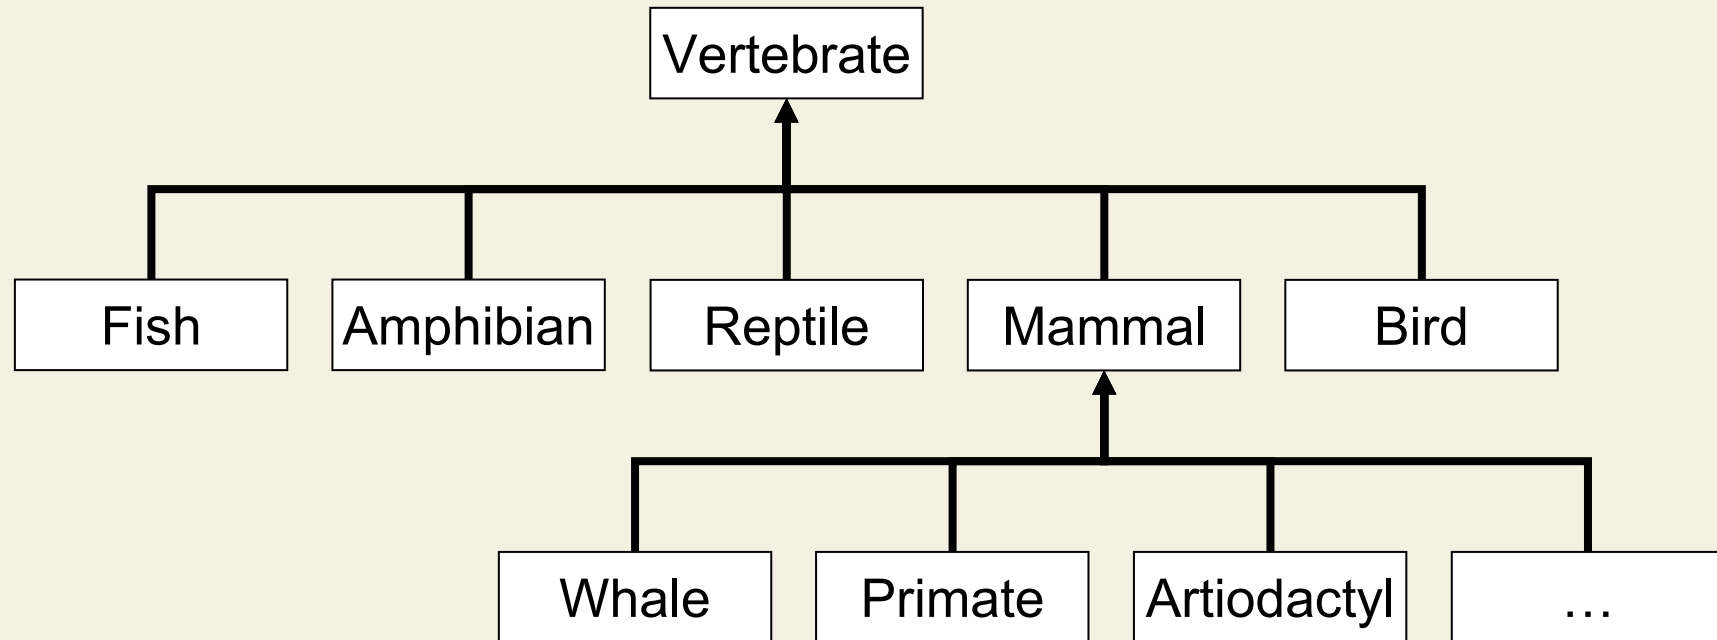 Vertebrate
Fish
Amphibian
Reptile
Mammal
Bird
Whale
Primate
Artiodactyl
…